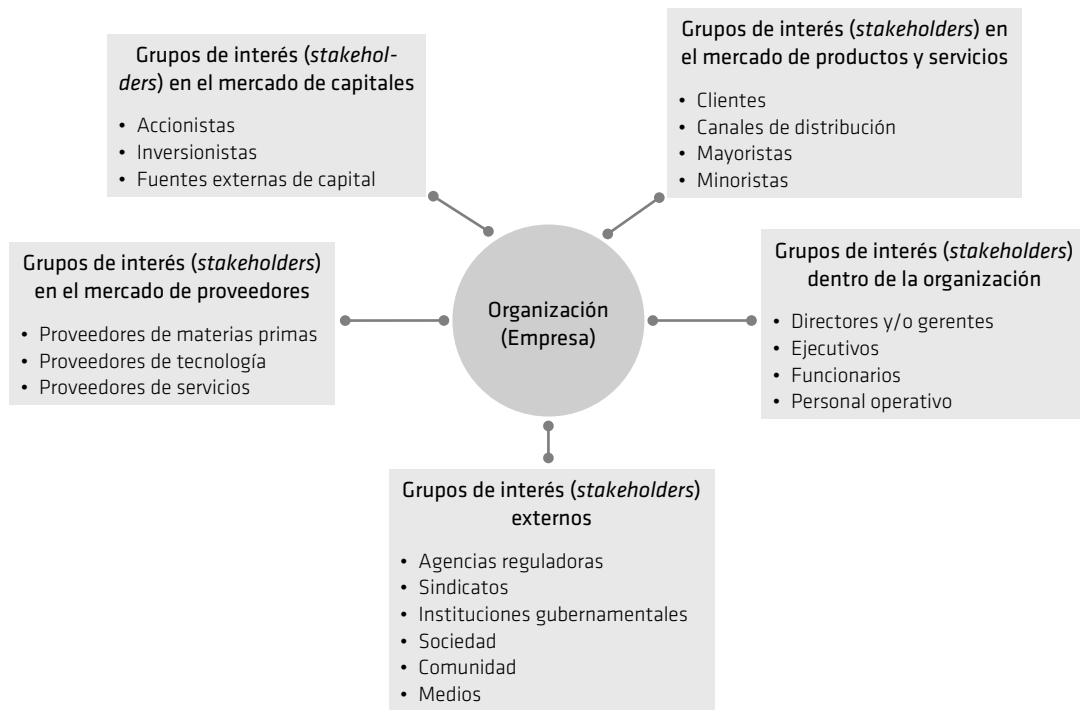 Grupos de interés (stakehol-
ders) en el mercado de capitales
• Accionistas
• Inversionistas
• Fuentes externas de capital
Grupos de interés (stakeholders) en
el mercado de productos y servicios
• Clientes
• Canales de distribución
• Mayoristas
• Minoristas
Grupos de interés (stakeholders)
en el mercado de proveedores
• Proveedores de materias primas
• Proveedores de tecnología
• Proveedores de servicios
Organización
(Empresa)
Grupos de interés (stakeholders)
dentro de la organización
• Directores y/o gerentes
• Ejecutivos
• Funcionarios
• Personal operativo
Grupos de interés (stakeholders)
externos
• Agencias reguladoras
• Sindicatos
• Instituciones gubernamentales
• Sociedad
• Comunidad
• Medios